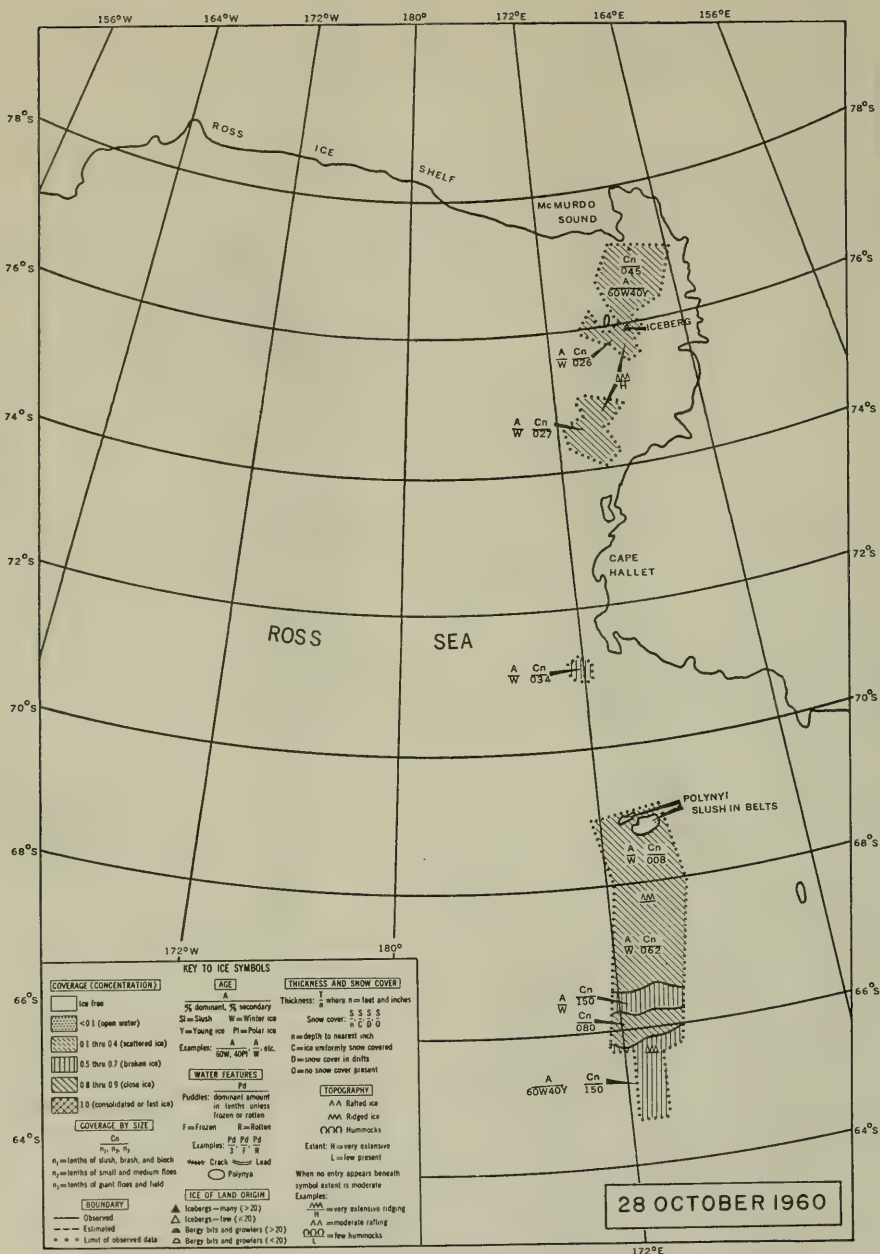 156°W 164°W 172°W 180° 172°E 164°E 156°E
78°S 78°S
ROSS ICE SHELF
McMURDO
SOUND
76°S 76°S
Cn
045
A
60W40Y
ICEBERG
A Cn
W 026
H
74°S 74°S
A Cn
W 027
72°S 72°S
CAPE
HALLET
ROSS SEA
A Cn
W 034
70°S 70°S
POLYNYI
SLUSH IN BELTS
68°S 68°S
A Cn
W 008
A Cn
W 062
172°W 180°
66°S 66°S
Cn
150
A
W
Cn
080
A Cn
60W40Y 150
64°S 64°S
172°E
28 OCTOBER 1960
KEY TO ICE SYMBOLS
COVERAGE (CONCENTRATION)
Ice free
<0.1 (open water)
0.1 thru 0.4 (scattered ice)
0.5 thru 0.7 (broken ice)
0.8 thru 0.9 (close ice)
1.0 (consolidated or fast ice)
COVERAGE BY SIZE
Cn
n₁, n₂, n₃
n₁=tenths of slush, brash, and block
n₂=tenths of small and medium floes
n₃=tenths of giant floes and field
BOUNDARY
Observed
Estimated
Limit of observed data
AGE
A
% dominant, % secondary
Sl=Slush W=Winter ice
Y=Young ice Pl=Polar ice
Examples: A/60W, 40Pl, A/W, etc.
WATER FEATURES
Pd
Puddles: dominant amount
in tenths unless
frozen or rotten
F=Frozen R=Rotten
Examples: Pd/3, Pd/F, Pd/R
Crack Lead
Polynya
ICE OF LAND ORIGIN
Icebergs—many (>20)
Icebergs—few (≤20)
Bergy bits and growlers (>20)
Bergy bits and growlers (<20)
THICKNESS AND SNOW COVER
Thickness: T/n where n=feet and inches
Snow cover: S/n, S/C, S/D, S/O
n=depth to nearest inch
C=ice uniformly snow covered
D=snow cover in drifts
O=no snow cover present
TOPOGRAPHY
Rafted ice
Ridged ice
Hummocks
Extent: H=very extensive
L=few present
When no entry appears beneath
symbol extent is moderate
Examples:
H =very extensive ridging
=moderate rafting
L =few hummocks